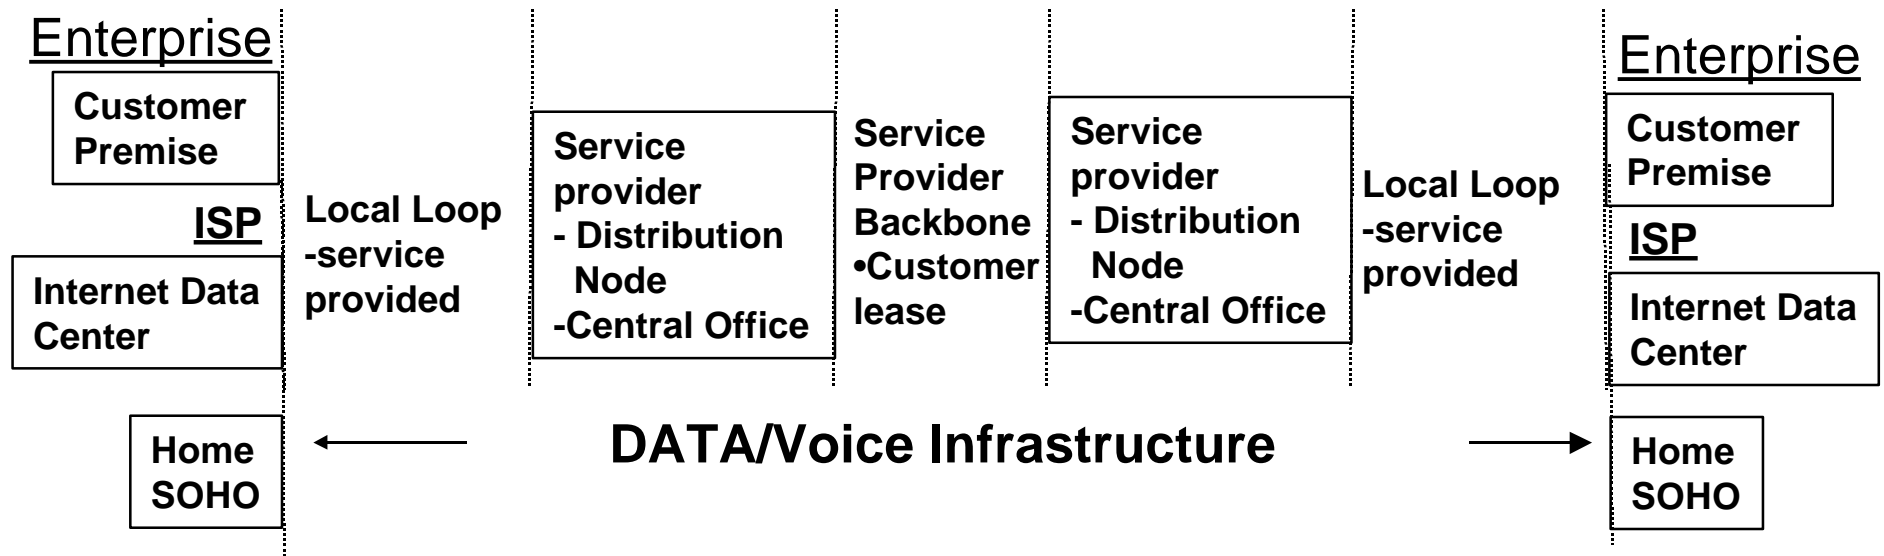 Enterprise
Customer
Premise
ISP
Internet Data
Center
Home
SOHO
Local Loop
-service
provided
Service
provider
- Distribution
Node
-Central Office
Service
Provider
Backbone
•Customer
lease
Service
provider
- Distribution
Node
-Central Office
Local Loop
-service
provided
Enterprise
Customer
Premise
ISP
Internet Data
Center
Home
SOHO
DATA/Voice Infrastructure